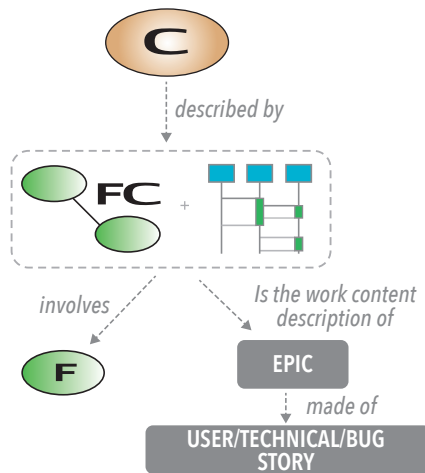 C
described by
FC
+
involves
Is the work content
description of
F
EPIC
made of
USER/TECHNICAL/BUG
STORY